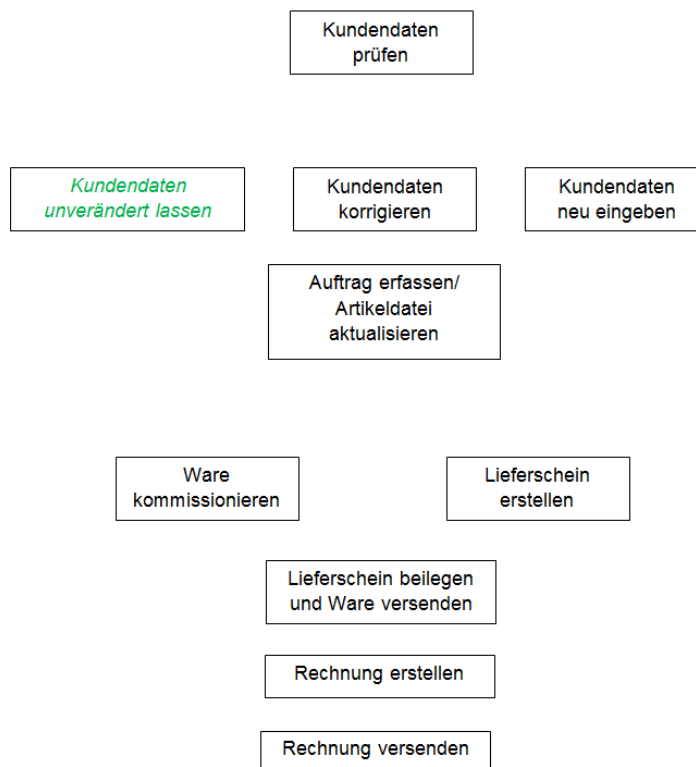 Kundendaten
prüfen
Kundendaten
unverändert lassen
Kundendaten
korrigieren
Kundendaten
neu eingeben
Auftrag erfassen/
Artikeldatei
aktualisieren
Ware
kommissionieren
Lieferschein
erstellen
Lieferschein beilegen
und Ware versenden
Rechnung erstellen
Rechnung versenden